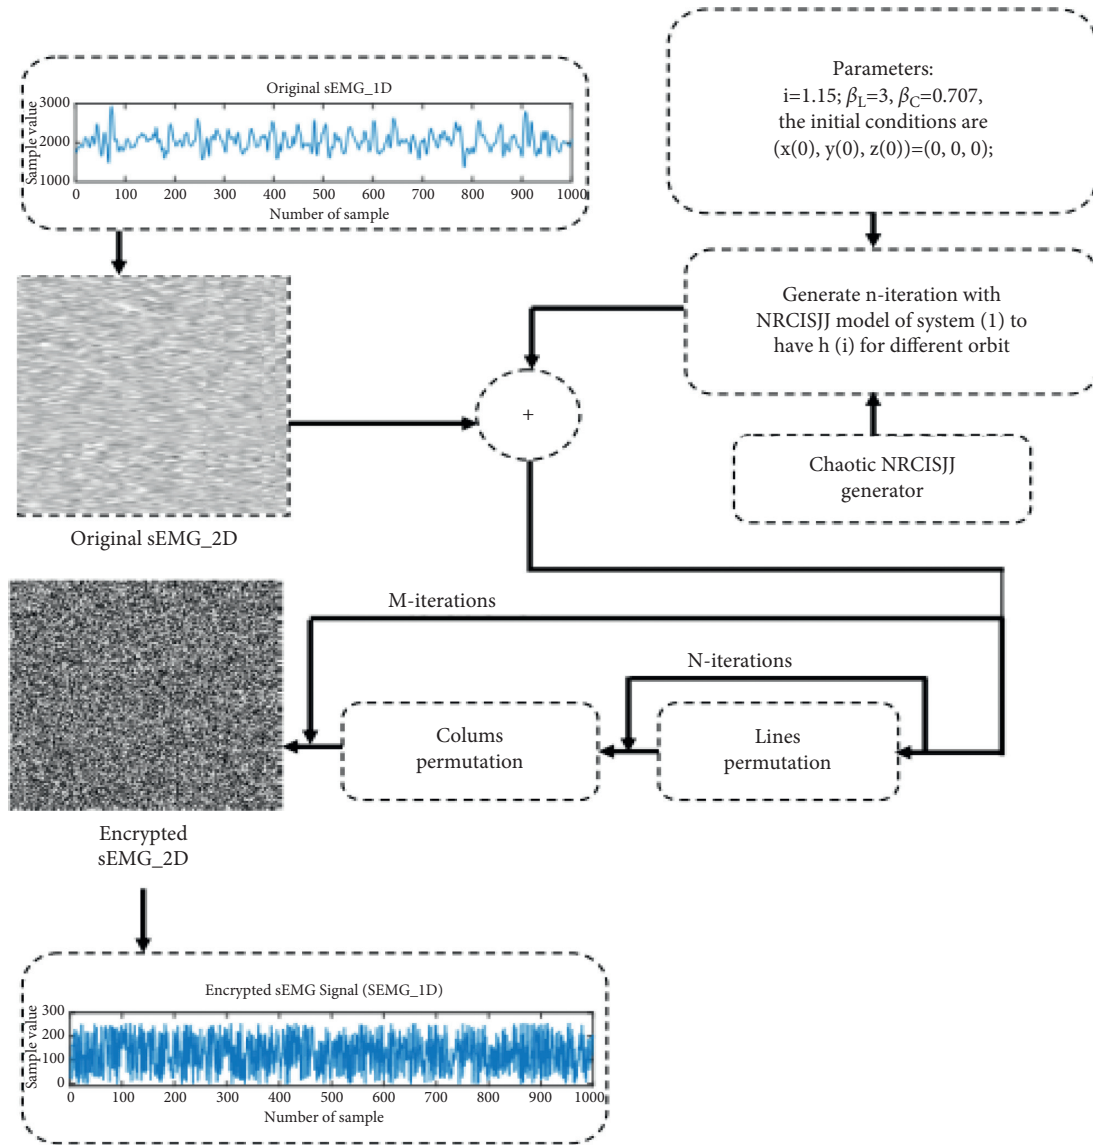 Original sEMG_1D
Sample value
3000
2000
1000
0 100 200 300 400 500 600 700 800 900 1000
Number of sample
Parameters:
i=1.15; β_L=3, β_C=0.707,
the initial conditions are
(x(0), y(0), z(0))=(0, 0, 0);
Generate n-iteration with
NRCISJJ model of system (1) to
have h (i) for different orbit
+
Chaotic NRCISJJ
generator
Original sEMG_2D
M-iterations
N-iterations
Colums
permutation
Lines
permutation
Encrypted
sEMG_2D
Encrypted sEMG Signal (SEMG_1D)
Sample value
300
200
100
0
0 100 200 300 400 500 600 700 800 900 1000
Number of sample